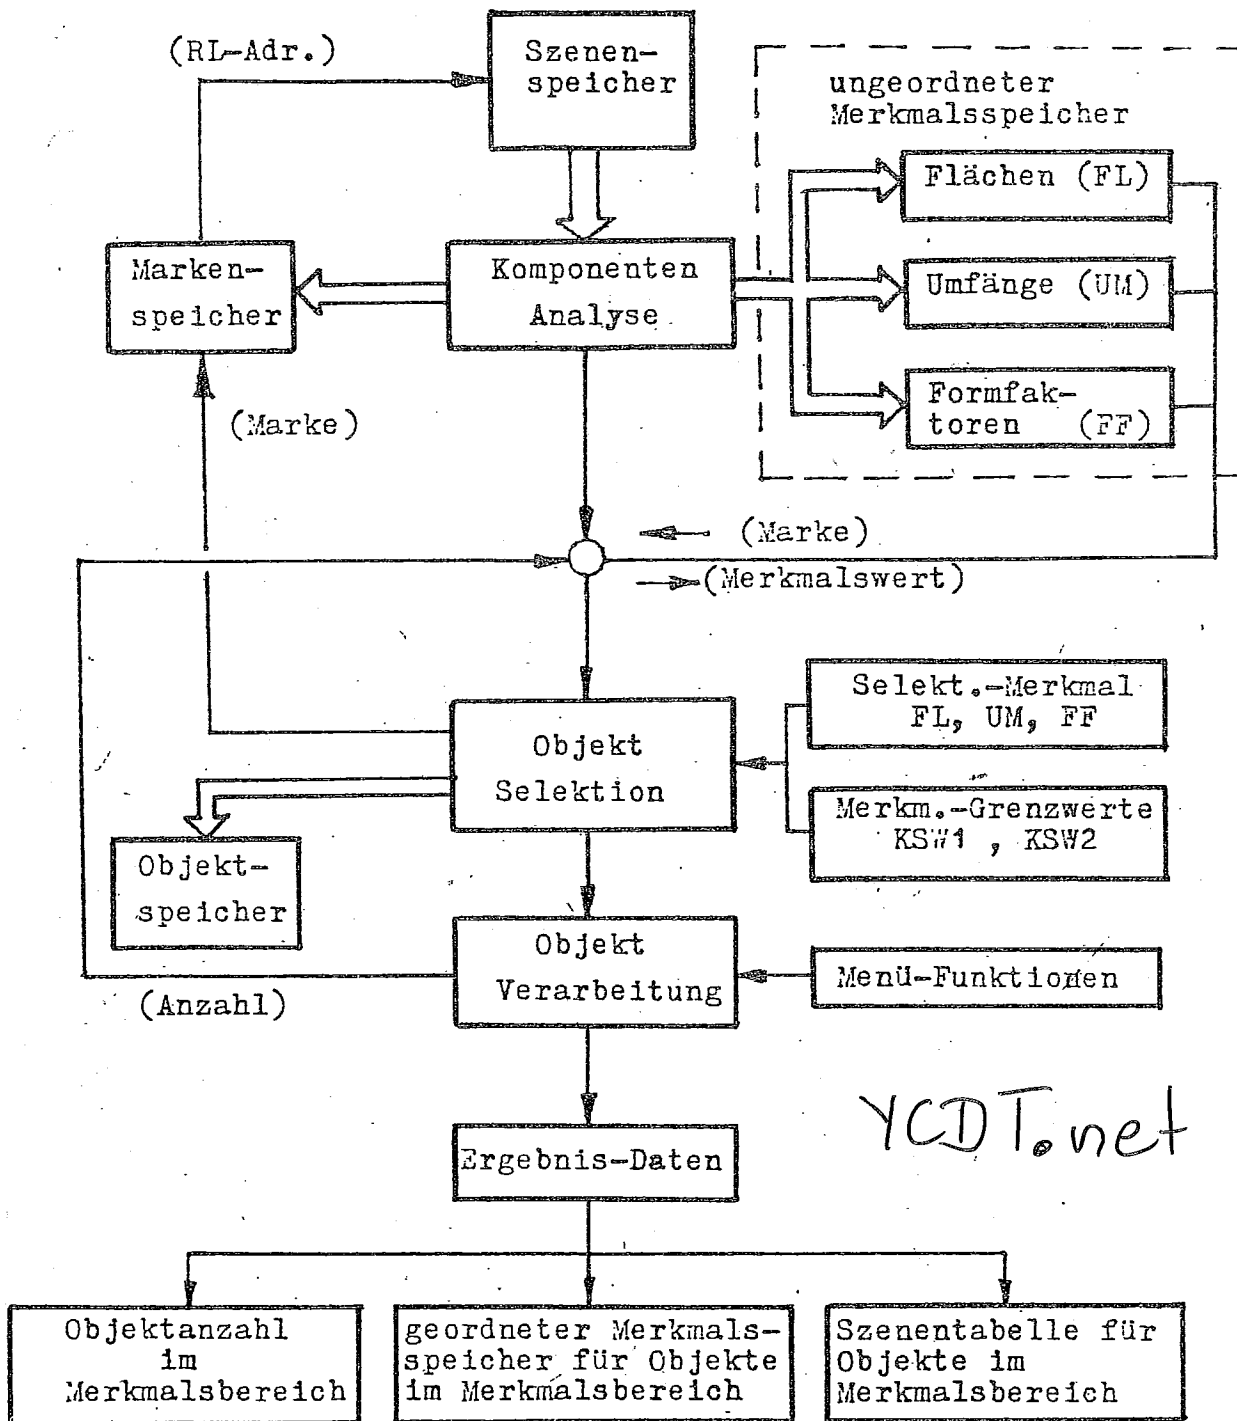 (RL-Adr.)
Szenen-
speicher
ungeordneter
Merkmalsspeicher
Flächen (FL)
Umfänge (UM)
Formfak-
toren (FF)
Marken-
speicher
Komponenten
Analyse
(Marke)
(Marke)
(Merkmalswert)
Selekt.-Merkmal
FL, UM, FF
Objekt
Selektion
Merkm.-Grenzwerte
KSW1 , KSW2
Objekt-
speicher
Objekt
Verarbeitung
Menü-Funktionen
(Anzahl)
YCDT.net
Ergebnis-Daten
Objektanzahl
im
Merkmalsbereich
geordneter Merkmals-
speicher für Objekte
im Merkmalsbereich
Szenentabelle für
Objekte im
Merkmalsbereich